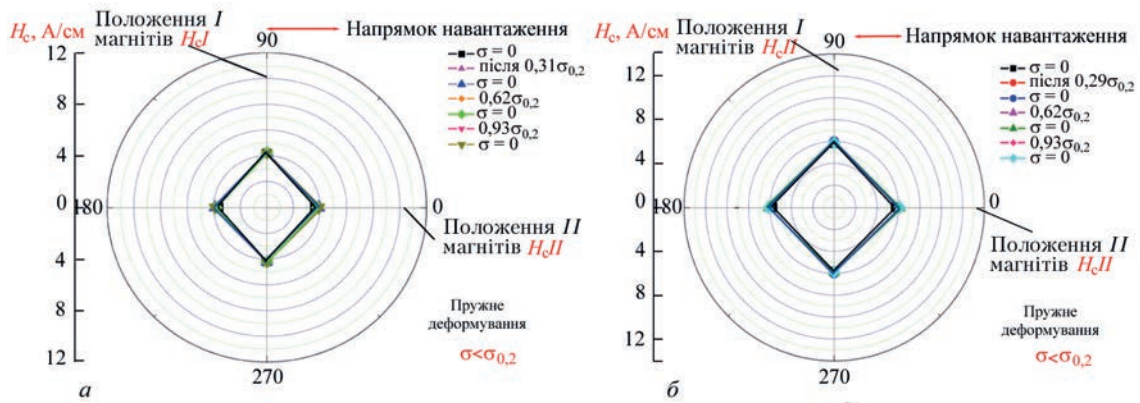 Hc, А/см
Положення I
магнітів HcI
90
Напрямок навантаження
12
8
4
0
4
8
12
180
0
270
σ = 0
після 0,31σ0,2
σ = 0
0,62σ0,2
σ = 0
0,93σ0,2
σ = 0
Положення II
магнітів HcII
Пружне
деформування
σ<σ0,2
а
Hc, А/см
Положення I
магнітів HcII
90
Напрямок навантаження
14
12
8
4
0
4
8
12
14
180
0
270
σ = 0
після 0,29σ0,2
σ = 0
0,62σ0,2
σ = 0
0,93σ0,2
σ = 0
Положення II
магнітів HcII
Пружне
деформування
σ<σ0,2
б